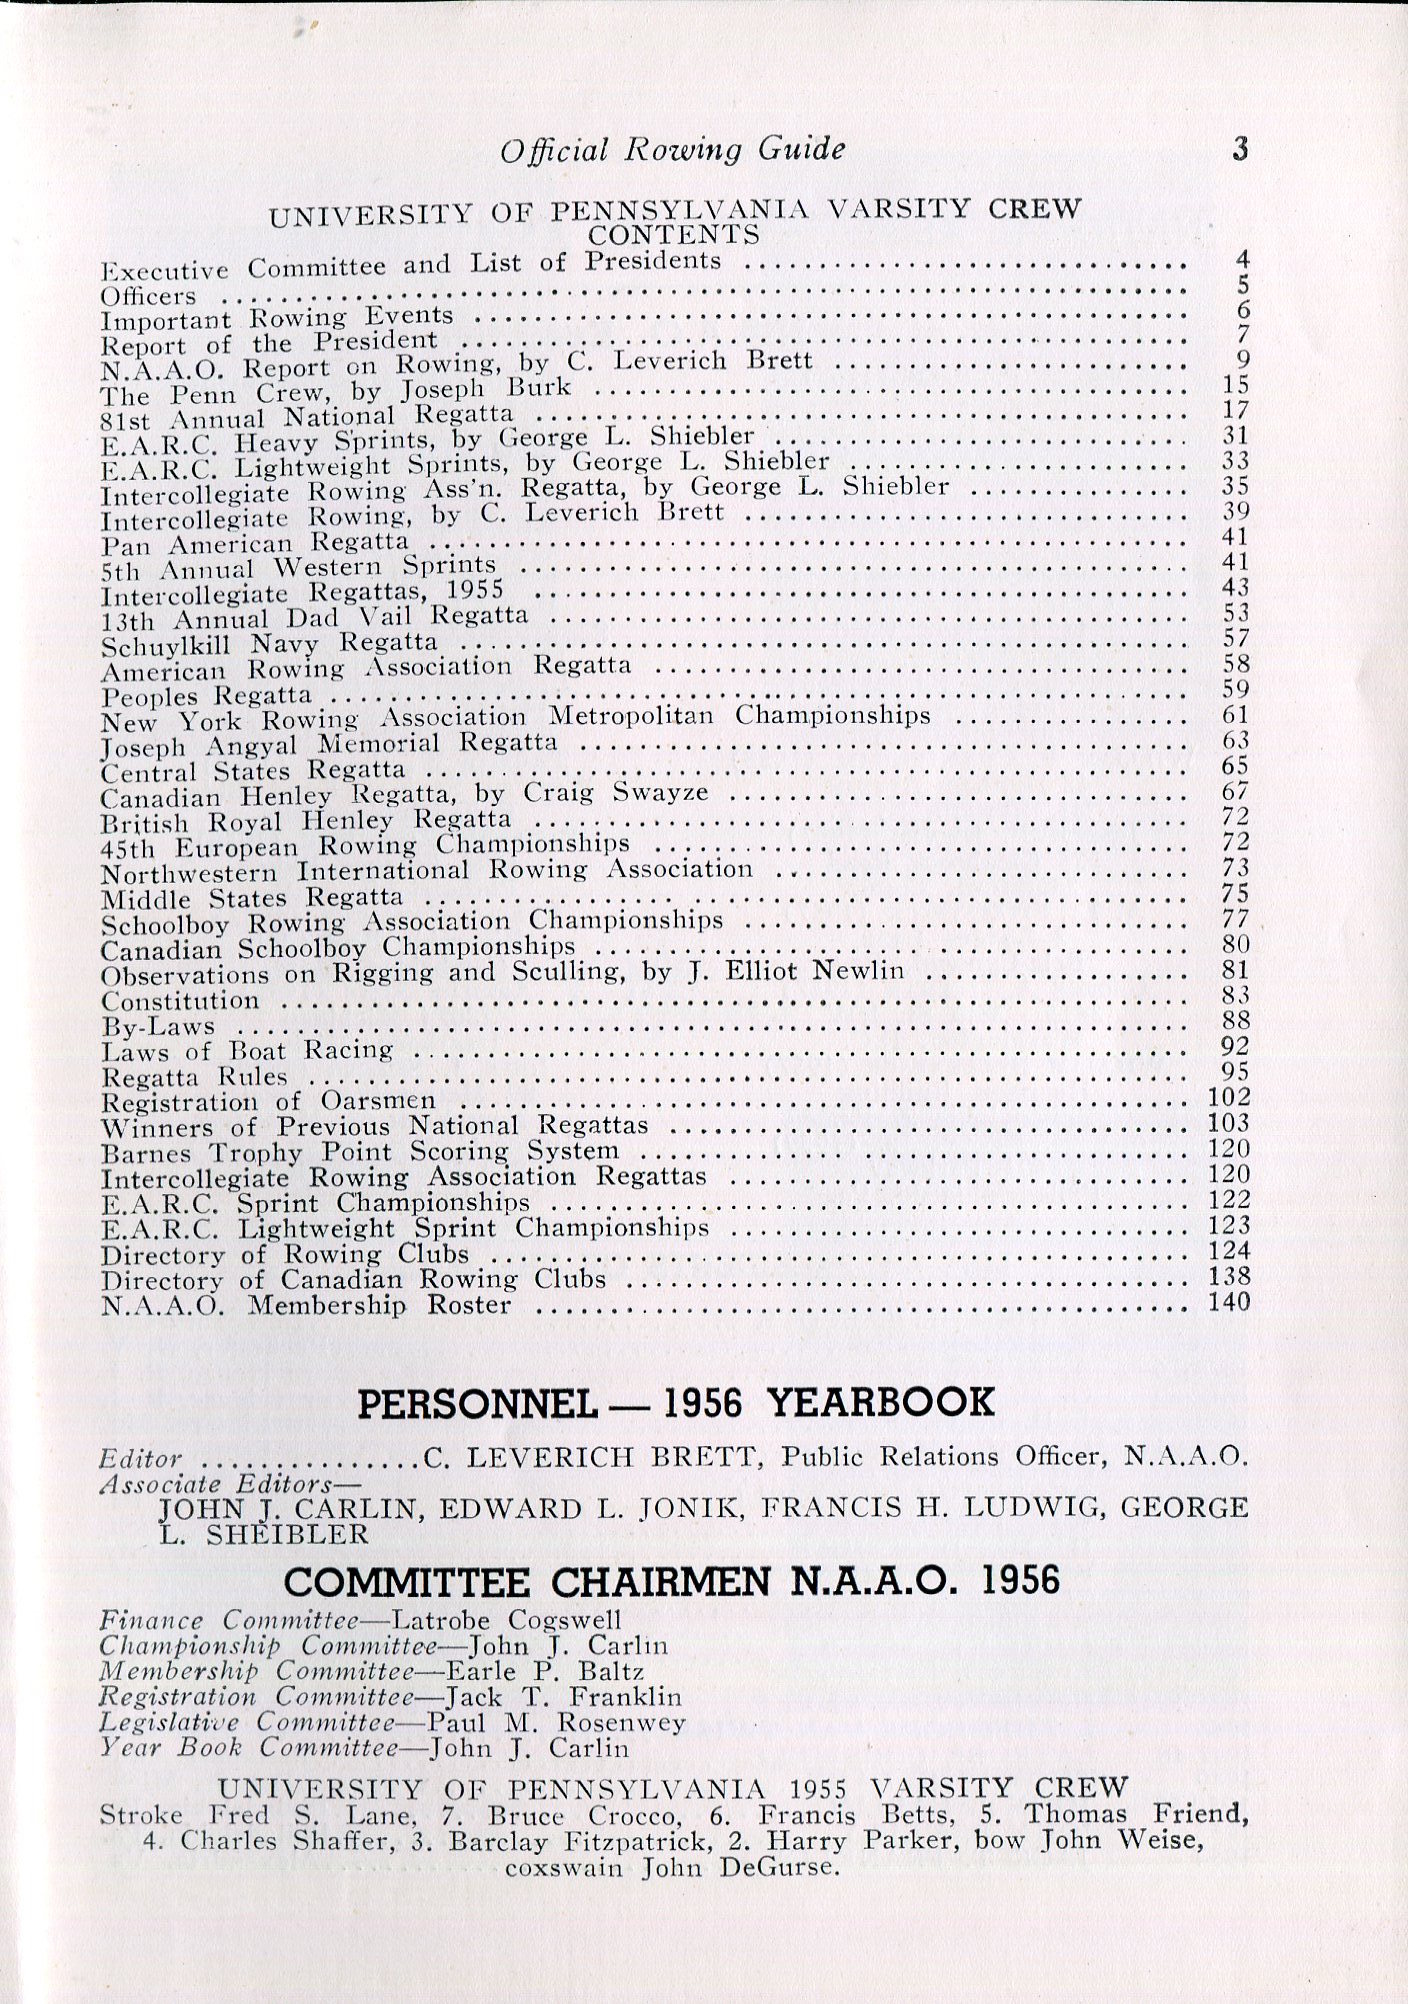 Official Rowing Guide 3
UNIVERSITY OF PENNSYLVANIA VARSITY CREW
CONTENTS
Executive Committee and List of Presidents .............................. 4
Officers .............................. 5
Important Rowing Events .............................. 6
Report of the President .............................. 7
N.A.A.O. Report on Rowing, by C. Leverich Brett .............................. 9
The Penn Crew, by Joseph Burk .............................. 15
81st Annual National Regatta .............................. 17
E.A.R.C. Heavy Sprints, by George L. Shiebler .............................. 31
E.A.R.C. Lightweight Sprints, by George L. Shiebler .............................. 33
Intercollegiate Rowing Ass'n. Regatta, by George L. Shiebler ............... 35
Intercollegiate Rowing, by C. Leverich Brett .............................. 39
Pan American Regatta .............................. 41
5th Annual Western Sprints .............................. 41
Intercollegiate Regattas, 1955 .............................. 43
13th Annual Dad Vail Regatta .............................. 53
Schuylkill Navy Regatta .............................. 57
American Rowing Association Regatta .............................. 58
Peoples Regatta .............................. 59
New York Rowing Association Metropolitan Championships ................ 61
Joseph Angyal Memorial Regatta .............................. 63
Central States Regatta .............................. 65
Canadian Henley Regatta, by Craig Swayze .............................. 67
British Royal Henley Regatta .............................. 72
45th European Rowing Championships .............................. 72
Northwestern International Rowing Association .............................. 73
Middle States Regatta .............................. 75
Schoolboy Rowing Association Championships .............................. 77
Canadian Schoolboy Championships .............................. 80
Observations on Rigging and Sculling, by J. Elliot Newlin .................. 81
Constitution .............................. 83
By-Laws .............................. 88
Laws of Boat Racing .............................. 92
Regatta Rules .............................. 95
Registration of Oarsmen .............................. 102
Winners of Previous National Regattas .............................. 103
Barnes Trophy Point Scoring System .............................. 120
Intercollegiate Rowing Association Regattas .............................. 120
E.A.R.C. Sprint Championships .............................. 122
E.A.R.C. Lightweight Sprint Championships .............................. 123
Directory of Rowing Clubs .............................. 124
Directory of Canadian Rowing Clubs .............................. 138
N.A.A.O. Membership Roster .............................. 140
PERSONNEL — 1956 YEARBOOK
Editor ...............C. LEVERICH BRETT, Public Relations Officer, N.A.A.O.
Associate Editors—
JOHN J. CARLIN, EDWARD L. JONIK, FRANCIS H. LUDWIG, GEORGE
L. SHEIBLER
COMMITTEE CHAIRMEN N.A.A.O. 1956
Finance Committee—Latrobe Cogswell
Championship Committee—John J. Carlin
Membership Committee—Earle P. Baltz
Registration Committee—Jack T. Franklin
Legislative Committee—Paul M. Rosenwey
Year Book Committee—John J. Carlin
UNIVERSITY OF PENNSYLVANIA 1955 VARSITY CREW
Stroke Fred S. Lane, 7. Bruce Crocco, 6. Francis Betts, 5. Thomas Friend,
4. Charles Shaffer, 3. Barclay Fitzpatrick, 2. Harry Parker, bow John Weise,
coxswain John DeGurse.